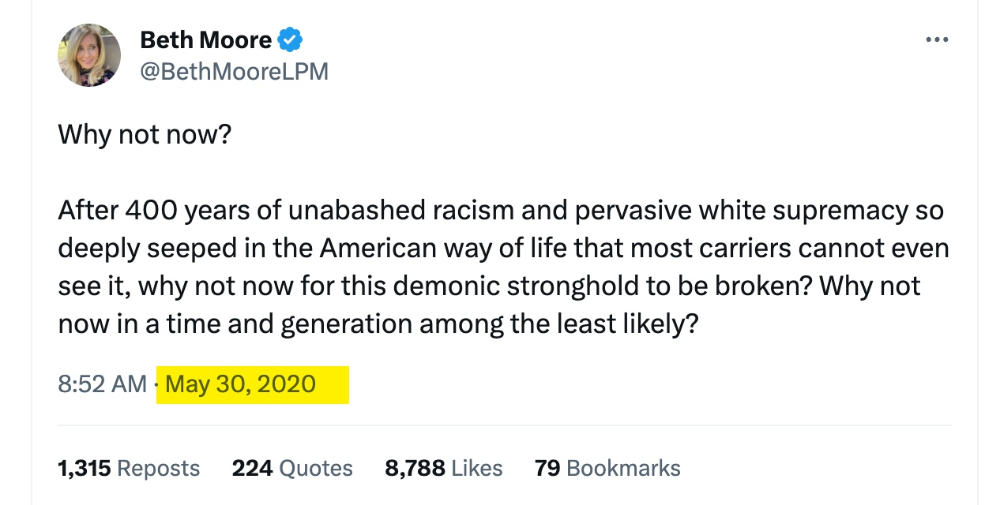 Beth Moore
@BethMooreLPM
Why not now?
After 400 years of unabashed racism and pervasive white supremacy so
deeply seeped in the American way of life that most carriers cannot even
see it, why not now for this demonic stronghold to be broken? Why not
now in a time and generation among the least likely?
8:52 AM · May 30, 2020
1,315 Reposts 224 Quotes 8,788 Likes 79 Bookmarks